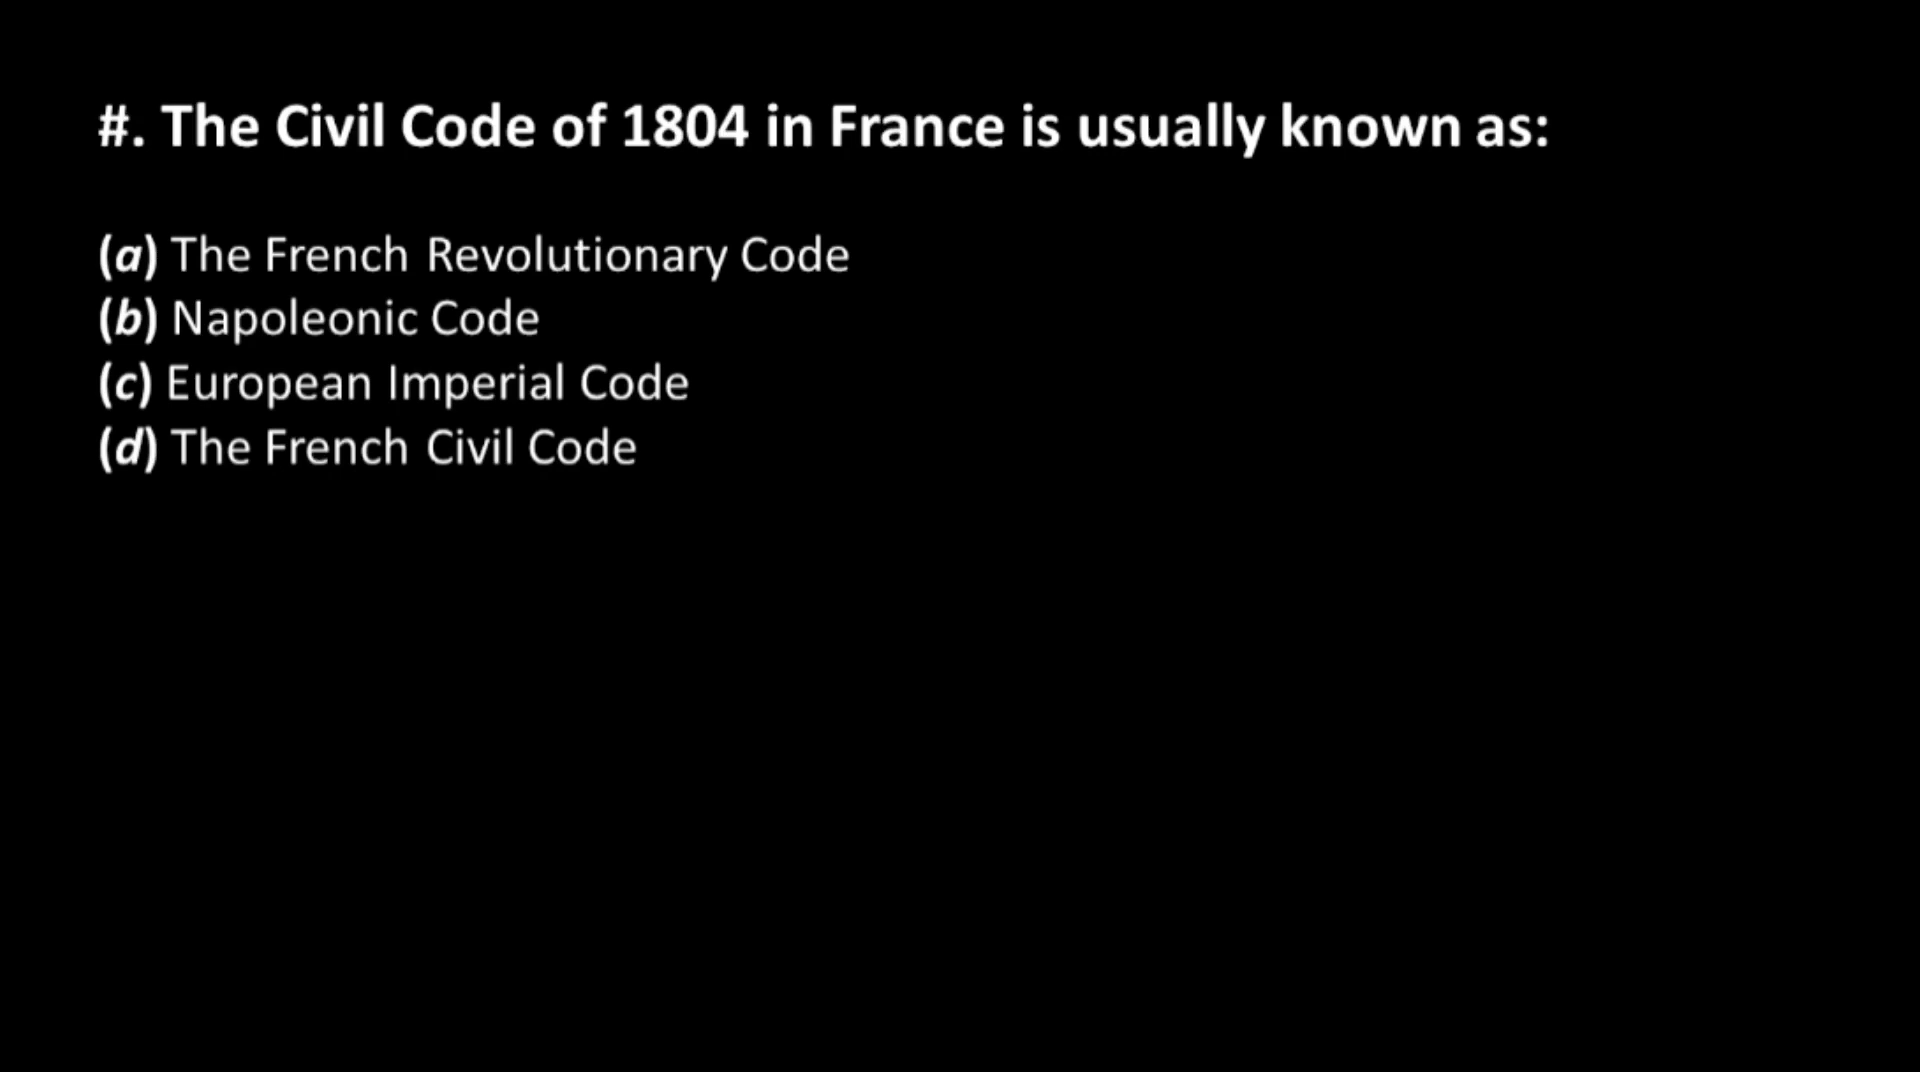 #. The Civil Code of 1804 in France is usually known as:
(a) The French Revolutionary Code
(b) Napoleonic Code
(c) European Imperial Code
(d) The French Civil Code